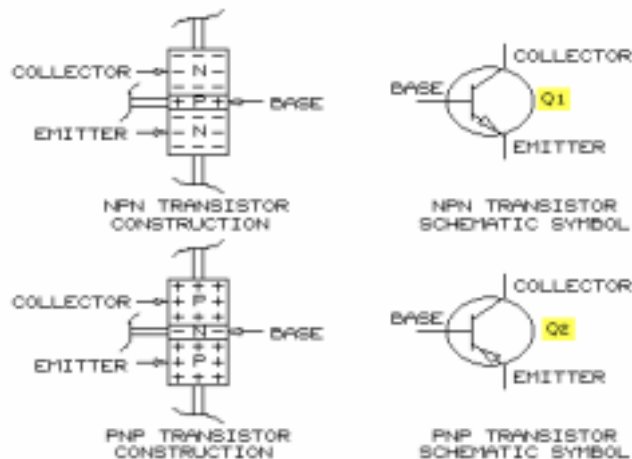 COLLECTOR
N
P
BASE
EMITTER
N
NPN TRANSISTOR
CONSTRUCTION
COLLECTOR
BASE
Q1
EMITTER
NPN TRANSISTOR
SCHEMATIC SYMBOL
COLLECTOR
P
N
BASE
EMITTER
P
PNP TRANSISTOR
CONSTRUCTION
COLLECTOR
BASE
Q2
EMITTER
PNP TRANSISTOR
SCHEMATIC SYMBOL